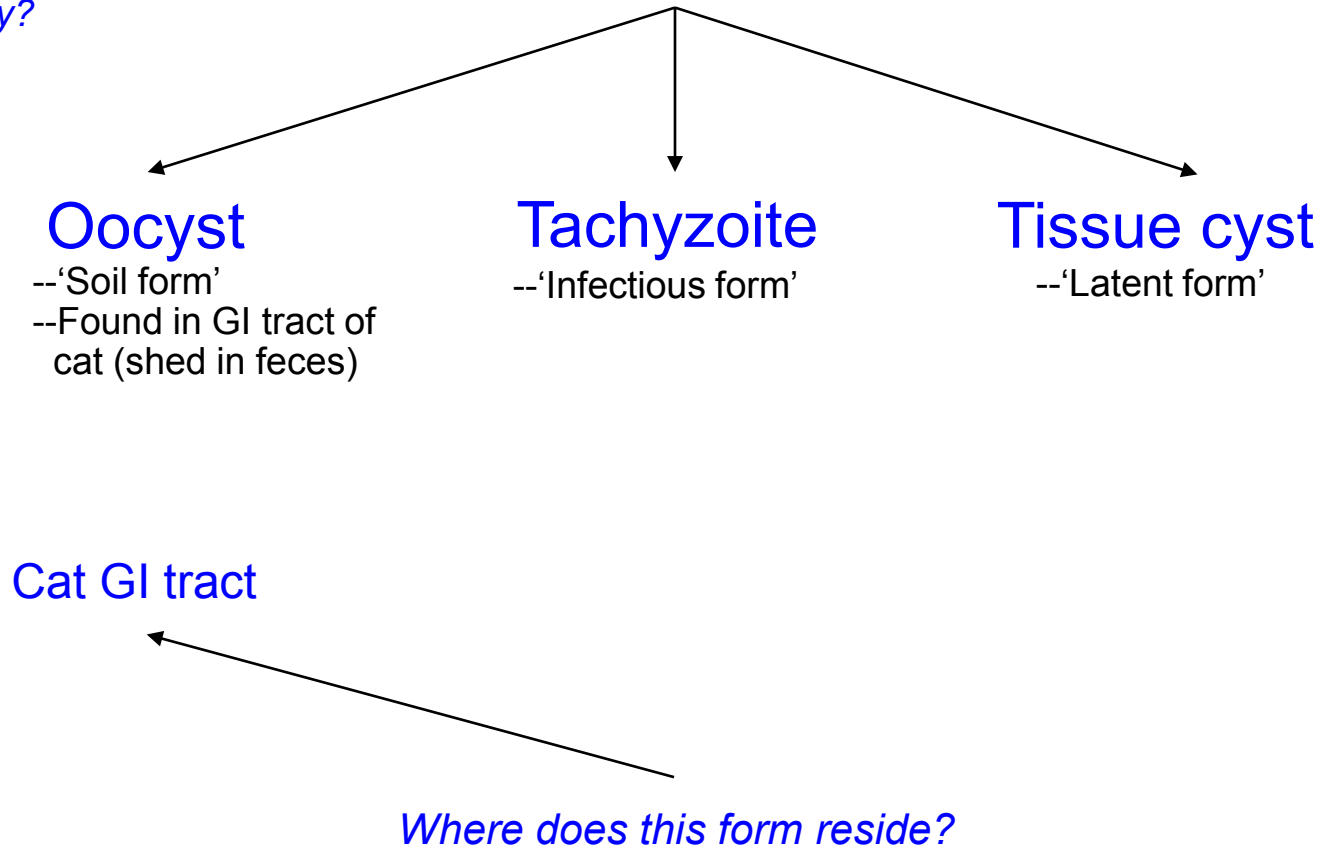 y?
Oocyst
--‘Soil form’
--Found in GI tract of
cat (shed in feces)
Tachyzoite
--‘Infectious form’
Tissue cyst
--‘Latent form’
Cat GI tract
Where does this form reside?